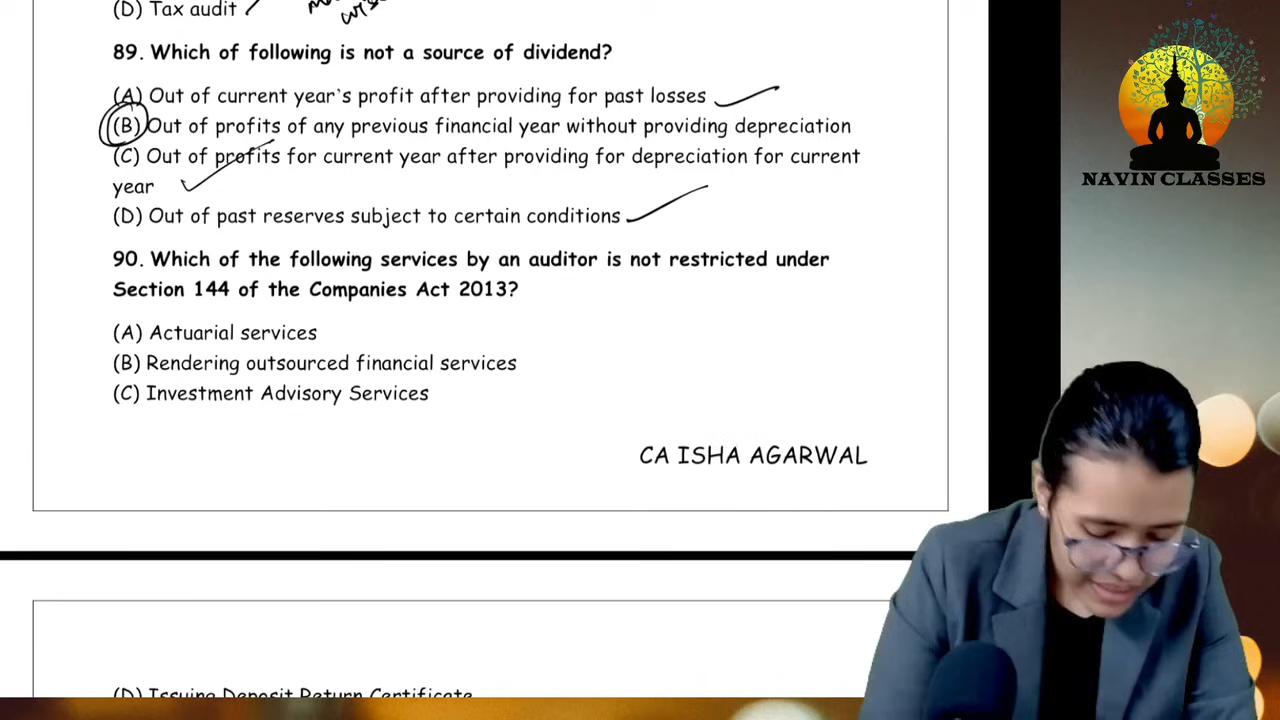 (D) Tax audit
89. Which of following is not a source of dividend?
(A) Out of current year's profit after providing for past losses
(B) Out of profits of any previous financial year without providing depreciation
(C) Out of profits for current year after providing for depreciation for current
year
(D) Out of past reserves subject to certain conditions
90. Which of the following services by an auditor is not restricted under
Section 144 of the Companies Act 2013?
(A) Actuarial services
(B) Rendering outsourced financial services
(C) Investment Advisory Services
CA ISHA AGARWAL
(D) Issuing Deposit Return Certificate
NAVIN CLASSES